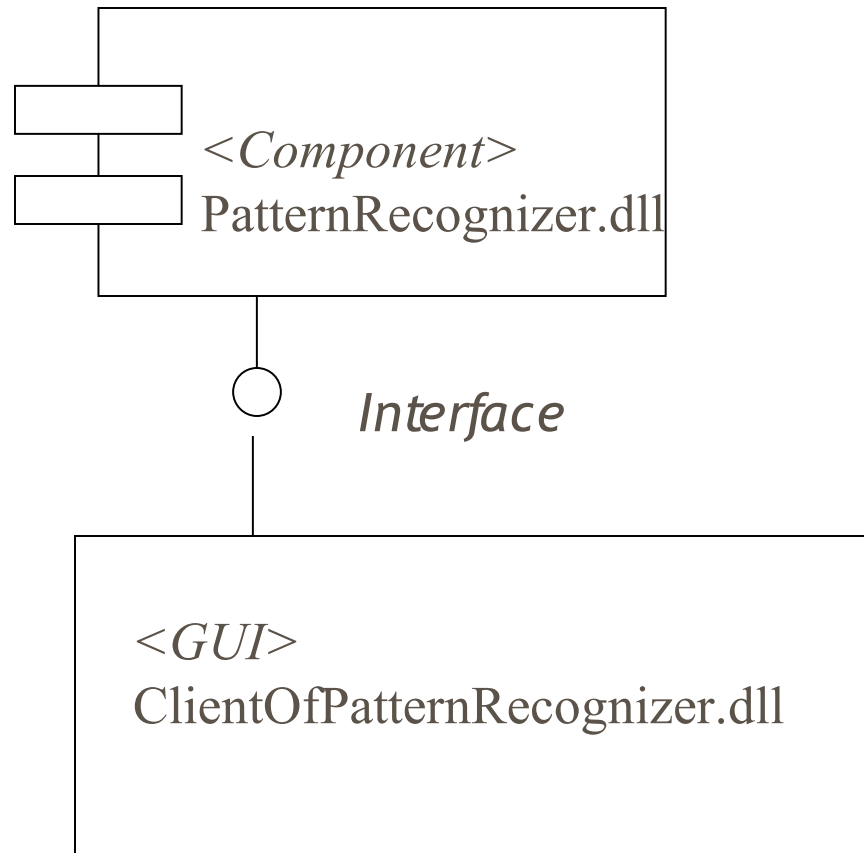 <Component>
PatternRecognizer.dll
Interface
<GUI>
ClientOfPatternRecognizer.dll